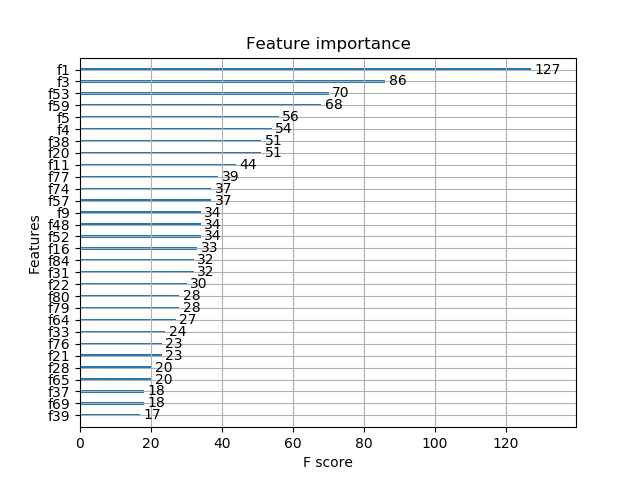 Feature importance
f1 127
f3 86
f53 70
f59 68
f5 56
f4 54
f38 51
f20 51
f11 44
f77 39
f74 37
f57 37
f9 34
f48 34
f52 34
f16 33
f84 32
f31 32
f22 30
f80 28
f79 28
f64 27
f33 24
f76 23
f21 23
f28 20
f65 20
f37 18
f69 18
f39 17
Features
0 20 40 60 80 100 120
F score